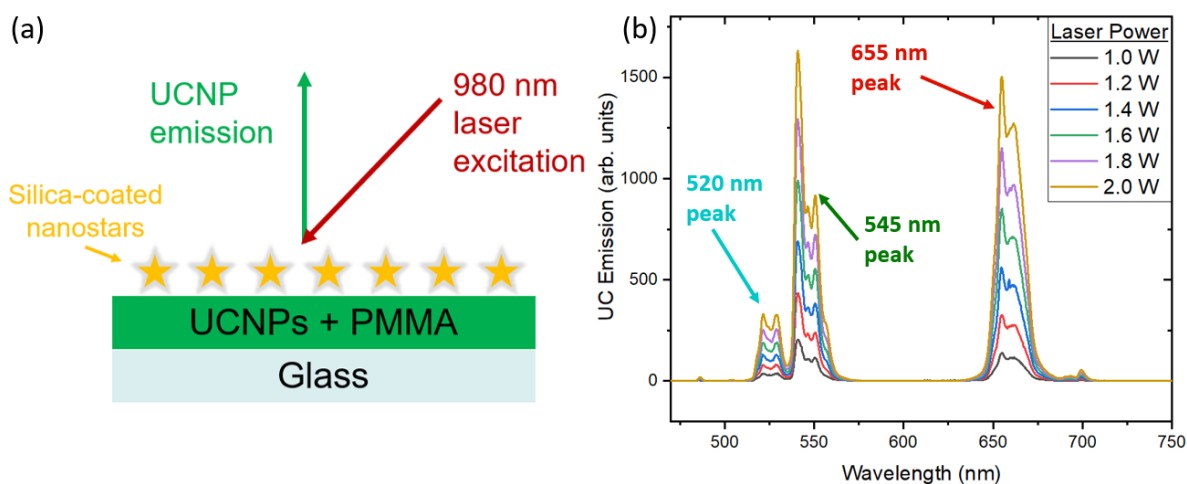 (a)
UCNP
emission
980 nm
laser
excitation
Silica-coated
nanostars
UCNPs + PMMA
Glass
(b)
Laser Power
1.0 W
1.2 W
1.4 W
1.6 W
1.8 W
2.0 W
655 nm
peak
520 nm
peak
545 nm
peak
UC Emission (arb. units)
1500
1000
500
0
500
550
600
650
700
750
Wavelength (nm)